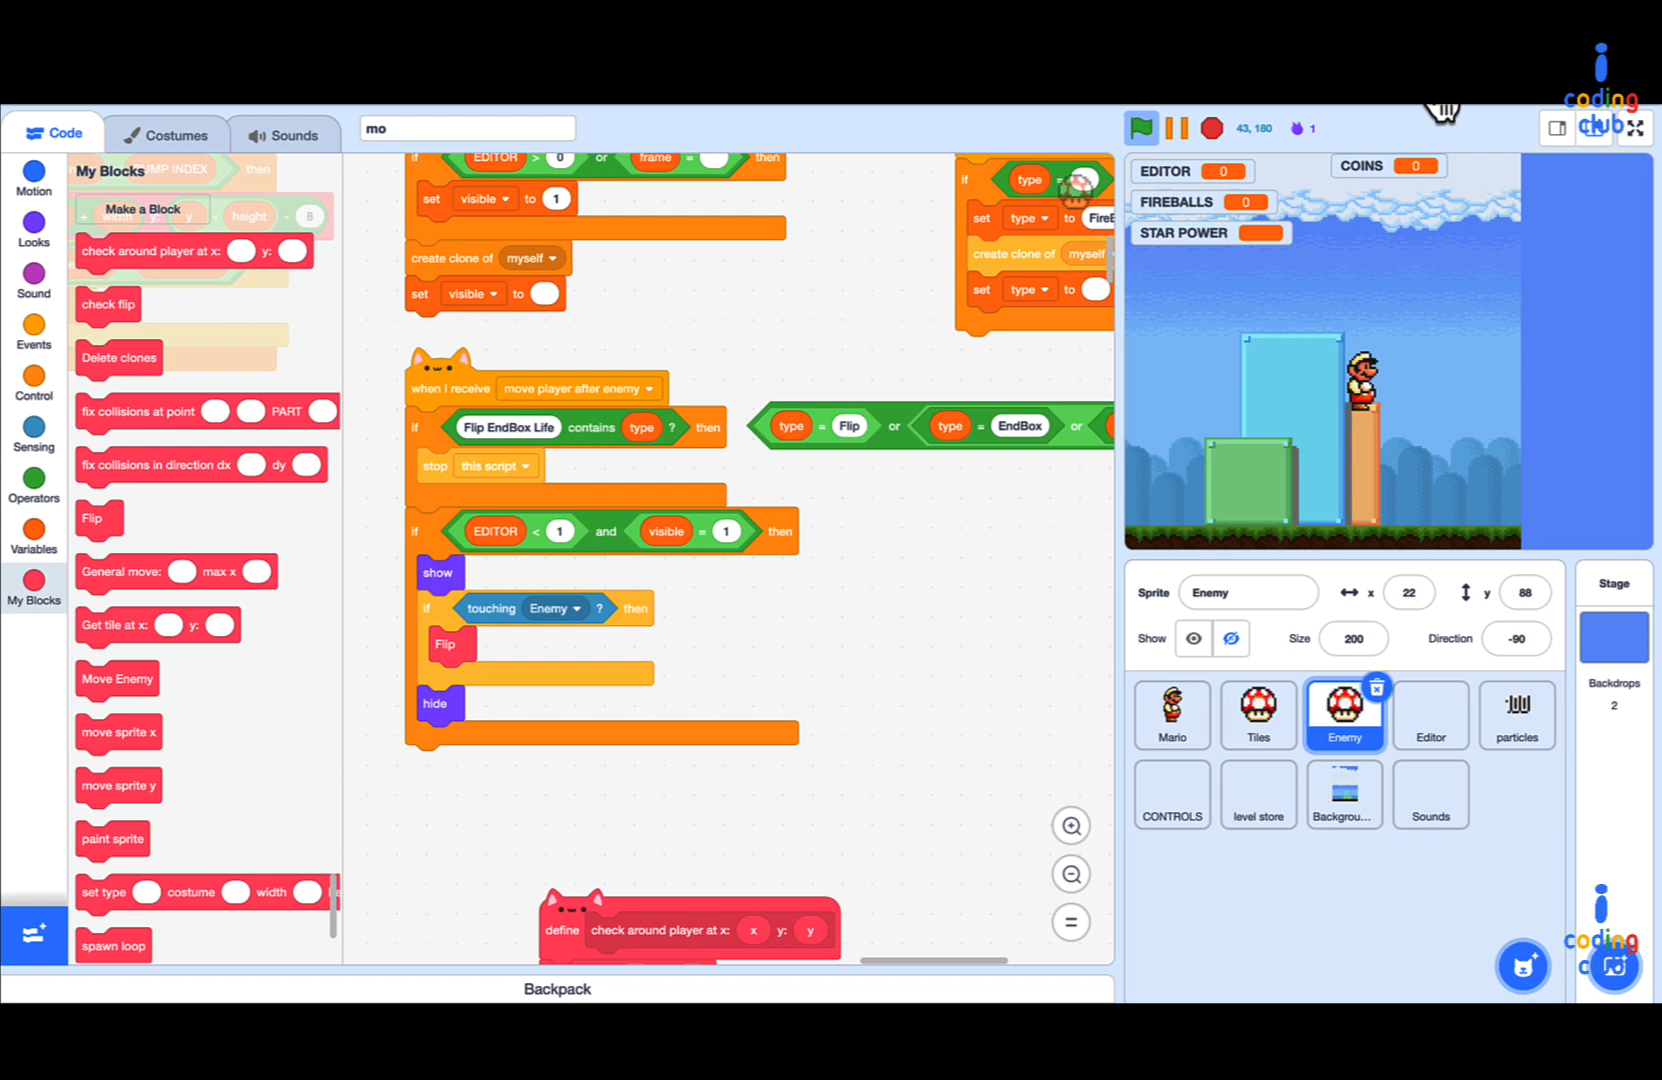 i
coding
club
Code
Costumes
Sounds
mo
43, 180
1
Motion
Looks
Sound
Events
Control
Sensing
Operators
Variables
My Blocks
My Blocks
JUMP INDEX then
Make a Block
+ width y: y - height - 8
check around player at x: y:
check flip
Delete clones
fix collisions at point PART
fix collisions in direction dx dy
Flip
General move: max x
Get tile at x: y:
Move Enemy
move sprite x
move sprite y
paint sprite
set type costume width
spawn loop
if EDITOR > 0 or frame = then
set visible to 1
create clone of myself
set visible to
when I receive move player after enemy
if Flip EndBox Life contains type ? then
stop this script
if EDITOR < 1 and visible = 1 then
show
if touching Enemy ? then
Flip
hide
if type =
set type to FireB
create clone of myself
set type to
type = Flip or type = EndBox or
define check around player at x: x y: y
Backpack
EDITOR 0
COINS 0
FIREBALLS 0
STAR POWER
Sprite Enemy x 22 y 88
Show Size 200 Direction -90
Mario
Tiles
Enemy
Editor
particles
CONTROLS
level store
Backgrou...
Sounds
Stage
Backdrops
2
i
coding